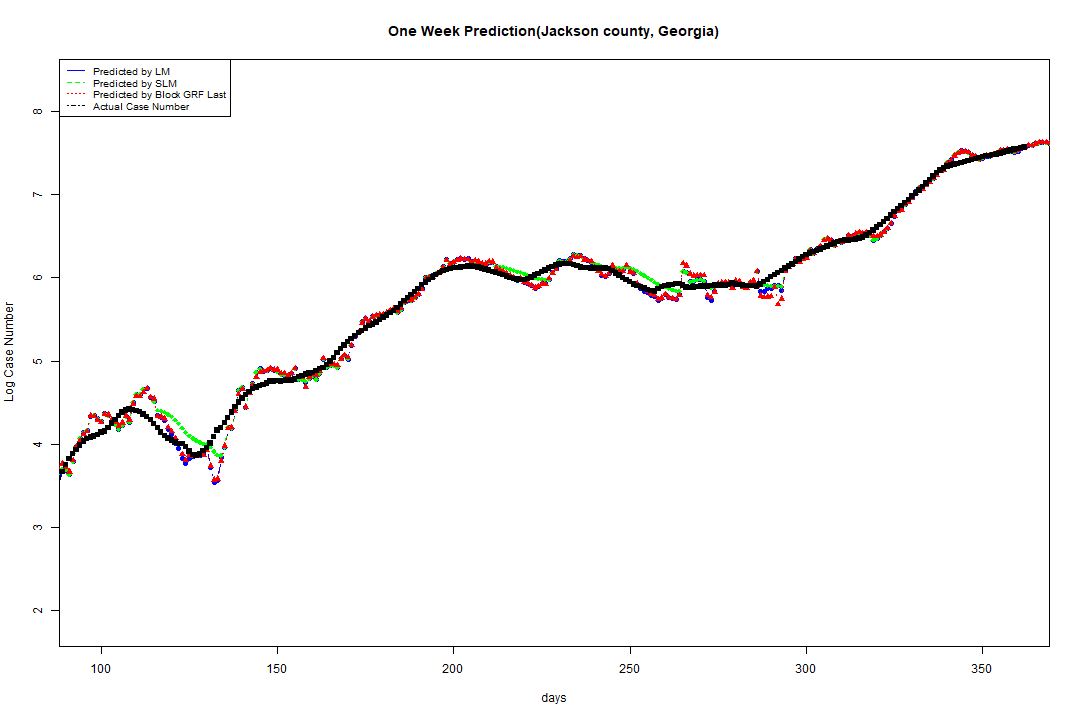 One Week Prediction(Jackson county, Georgia)
Predicted by LM
Predicted by SLM
Predicted by Block GRF Last
Actual Case Number
8
7
6
5
4
3
2
Log Case Number
100 150 200 250 300 350
days